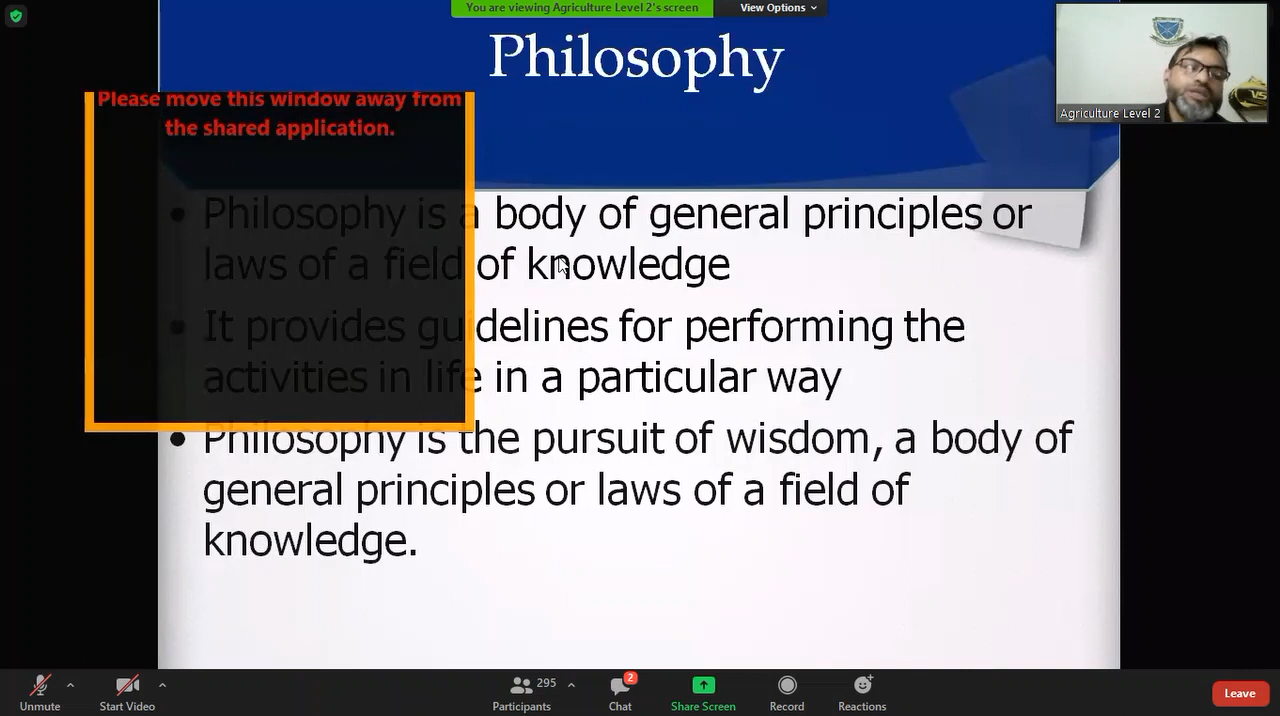 You are viewing Agriculture Level 2's screen View Options
Philosophy
Please move this window away from
the shared application.
Agriculture Level 2
• Philosophy is a body of general principles or
laws of a field of knowledge
• It provides guidelines for performing the
activities in life in a particular way
• Philosophy is the pursuit of wisdom, a body of
general principles or laws of a field of
knowledge.
295
2
Unmute
Start Video
Participants
Chat
Share Screen
Record
Reactions
Leave